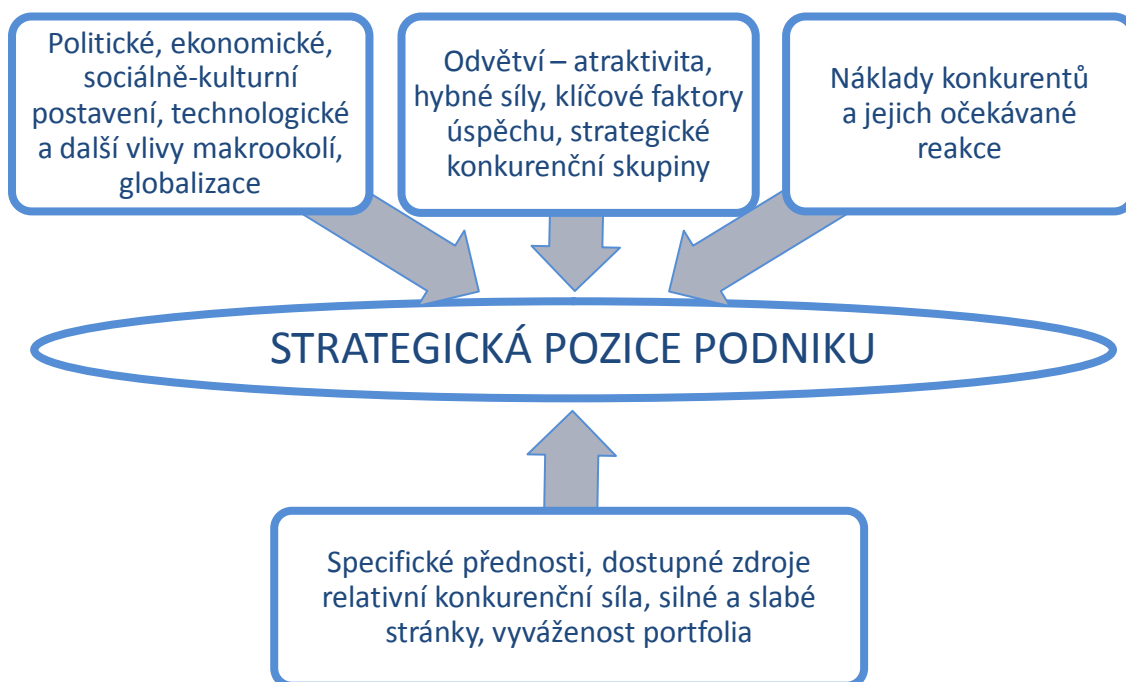 Politické, ekonomické,
sociálně-kulturní
postavení, technologické
a další vlivy makrookolí,
globalizace
Odvětví – atraktivita,
hybné síly, klíčové faktory
úspěchu, strategické
konkurenční skupiny
Náklady konkurentů
a jejich očekávané
reakce
STRATEGICKÁ POZICE PODNIKU
Specifické přednosti, dostupné zdroje
relativní konkurenční síla, silné a slabé
stránky, vyváženost portfolia